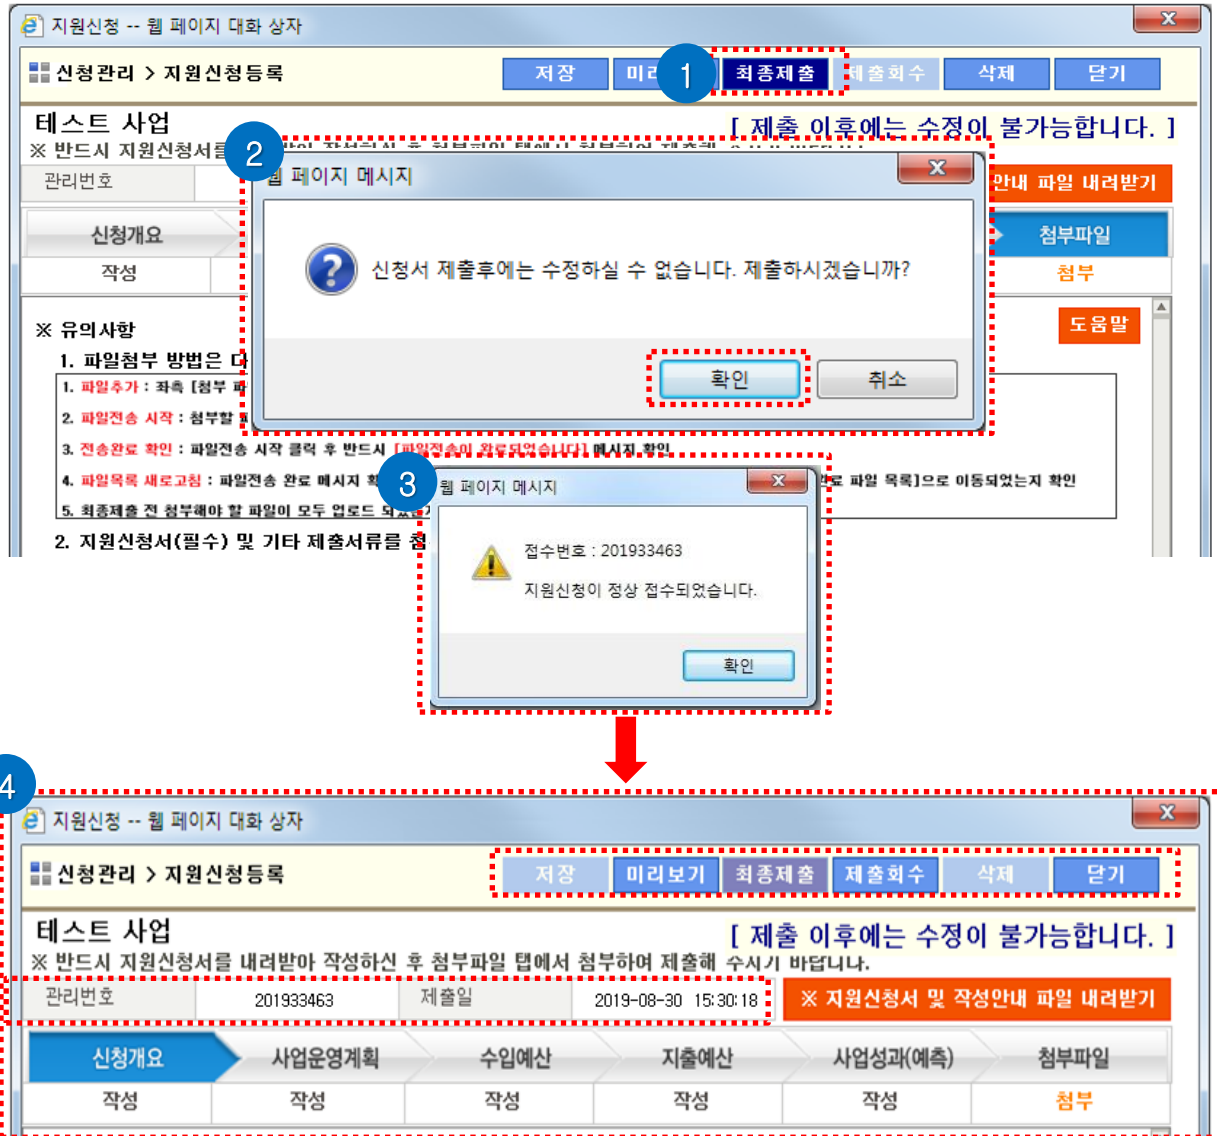 지원신청 -- 웹 페이지 대화 상자
신청관리 > 지원신청등록
저장 미리 1 최종제출 제출회수 삭제 닫기
테스트 사업
[ 제출 이후에는 수정이 불가능합니다. ]
※ 반드시 지원신청서를
2
관리번호
안내 파일 내려받기
웹 페이지 메시지
신청서 제출후에는 수정하실 수 없습니다. 제출하시겠습니까?
확인 취소
신청개요 첨부파일
작성 첨부
※ 유의사항
도움말
1. 파일첨부 방법은 다
1. 파일추가 : 좌측 [첨부 파
2. 파일전송 시작 : 첨부할
3. 전송완료 확인 : 파일전송 시작 클릭 후 반드시 [파일전송이 완료되었습니다] 메시지 확인
4. 파일목록 새로고침 : 파일전송 완료 메시지 확 료 파일 목록]으로 이동되었는지 확인
5. 최종제출 전 첨부해야 할 파일이 모두 업로드 되었는지
2. 지원신청서(필수) 및 기타 제출서류를 첨
3
웹 페이지 메시지
접수번호 : 201933463
지원신청이 정상 접수되었습니다.
확인
4
지원신청 -- 웹 페이지 대화 상자
신청관리 > 지원신청등록
저장 미리보기 최종제출 제출회수 삭제 닫기
테스트 사업
[ 제출 이후에는 수정이 불가능합니다. ]
※ 반드시 지원신청서를 내려받아 작성하신 후 첨부파일 탭에서 첨부하여 제출해 주시기 바랍니다.
관리번호 201933463 제출일 2019-08-30 15:30:18 ※ 지원신청서 및 작성안내 파일 내려받기
신청개요 사업운영계획 수입예산 지출예산 사업성과(예측) 첨부파일
작성 작성 작성 작성 작성 첨부